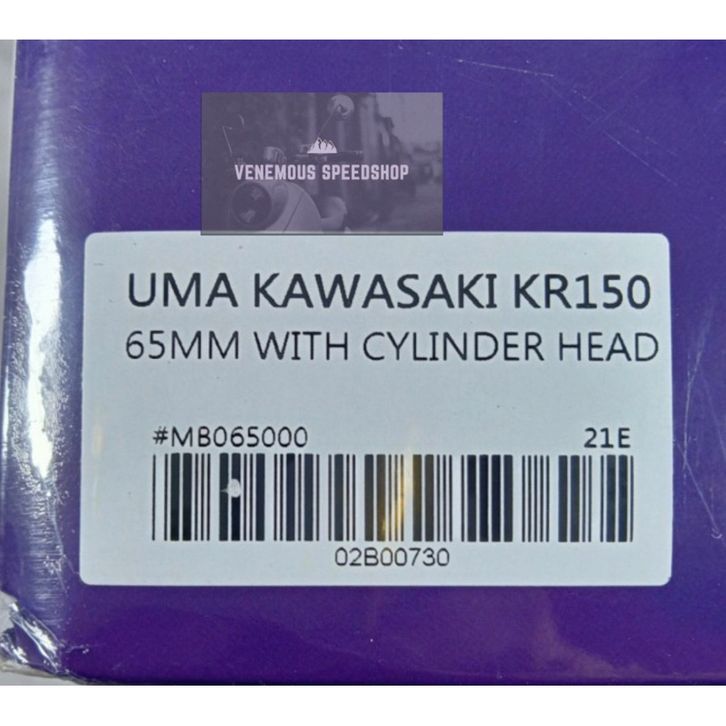 VENEMOUS SPEEDSHOP
UMA KAWASAKI KR150
65MM WITH CYLINDER HEAD
#MB065000 21E
02B00730